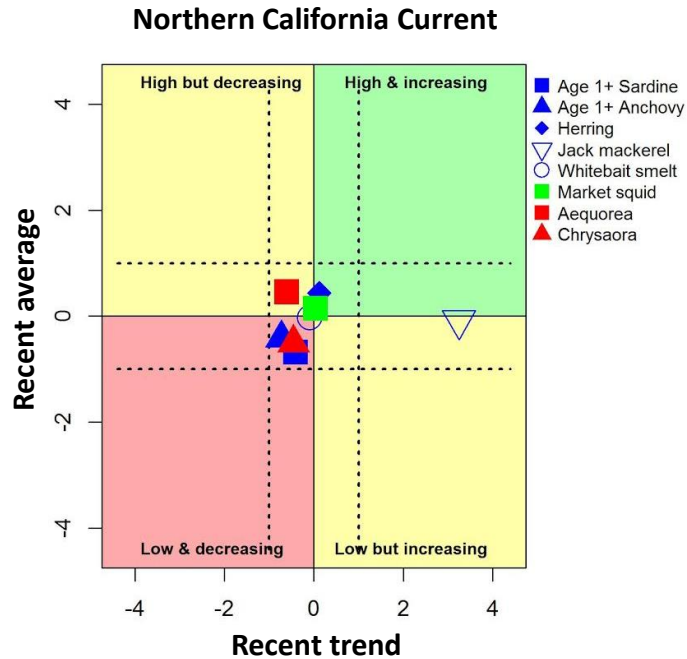 Northern California Current
High but decreasing
High & increasing
Age 1+ Sardine
Age 1+ Anchovy
Herring
Jack mackerel
Whitebait smelt
Market squid
Aequorea
Chrysaora
4
2
0
-2
-4
Recent average
Low & decreasing
Low but increasing
-4
-2
0
2
4
Recent trend